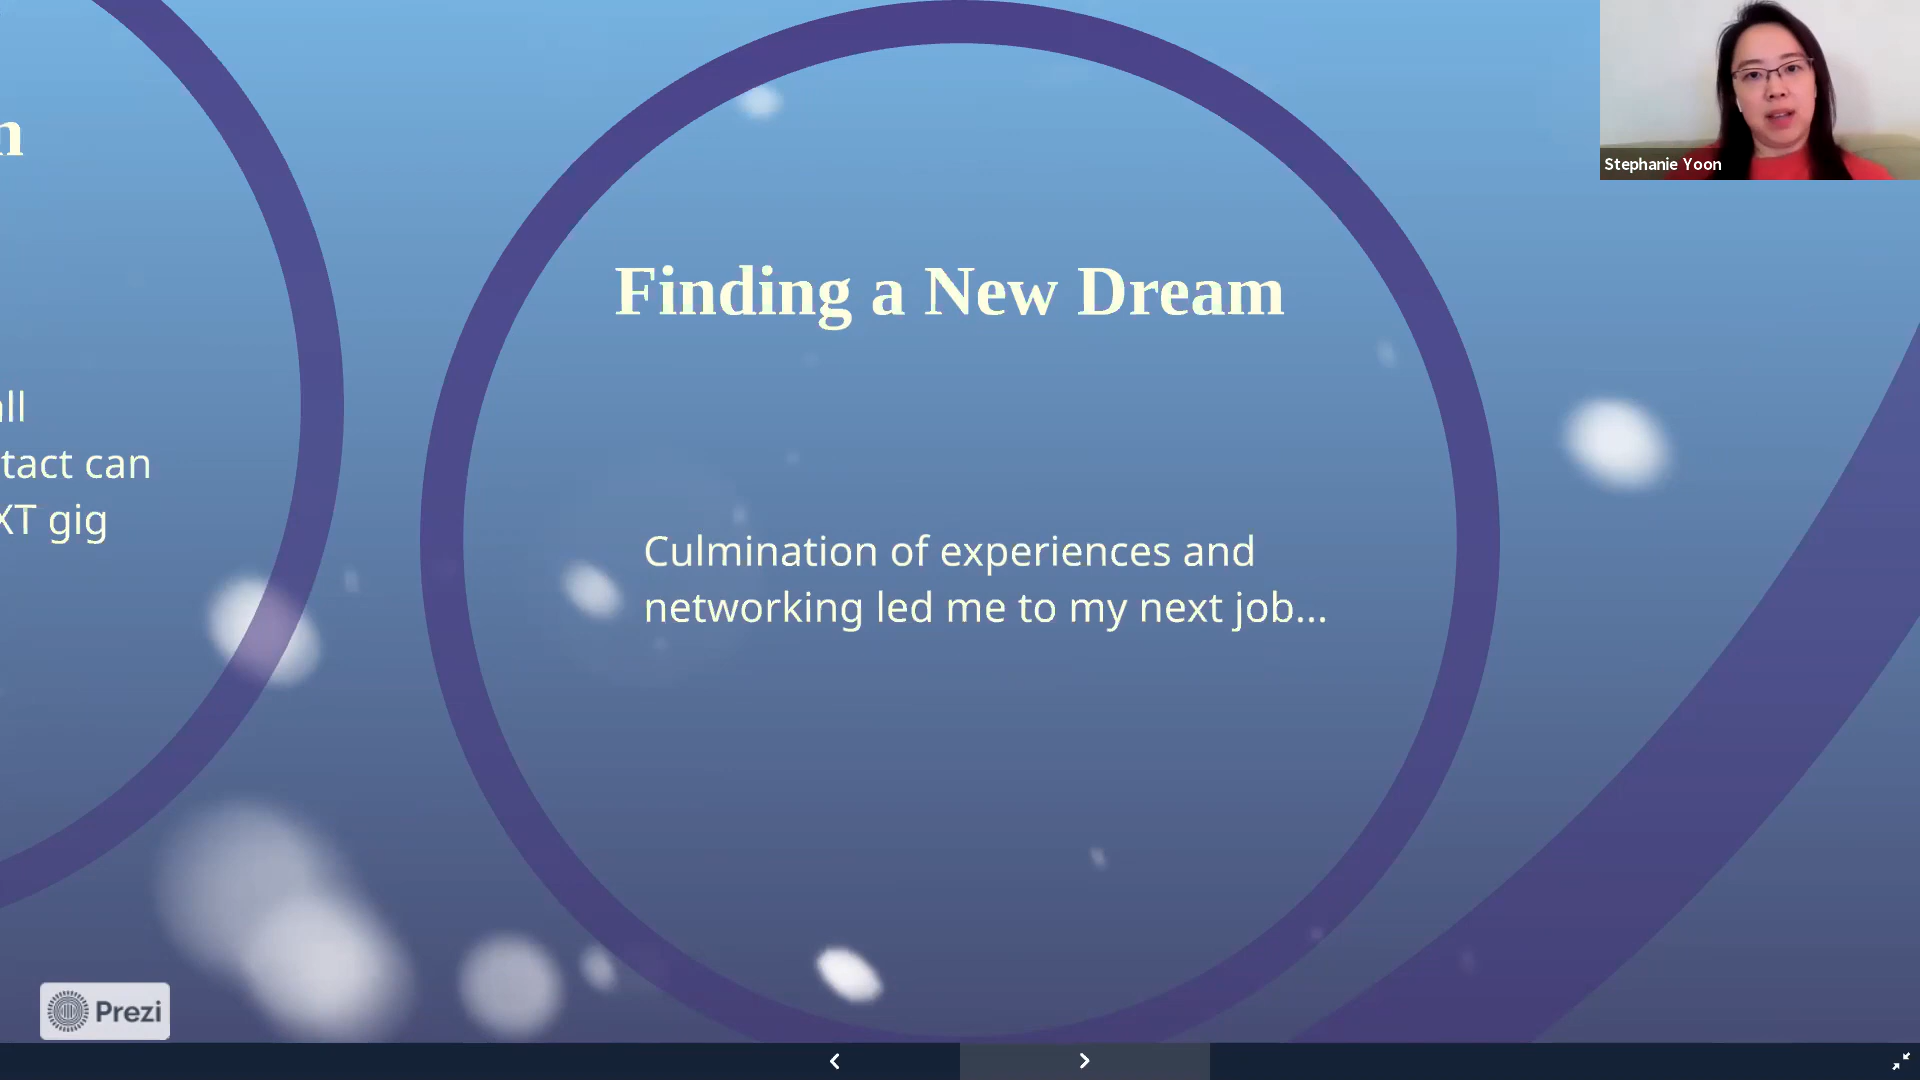 n
all
tact can
XT gig
Finding a New Dream
Culmination of experiences and
networking led me to my next job...
Stephanie Yoon
Prezi